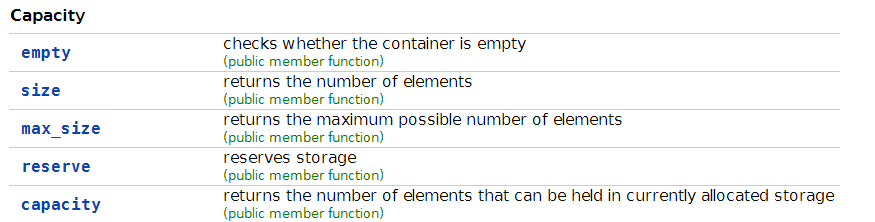 Capacity
empty
checks whether the container is empty
(public member function)
size
returns the number of elements
(public member function)
max_size
returns the maximum possible number of elements
(public member function)
reserve
reserves storage
(public member function)
capacity
returns the number of elements that can be held in currently allocated storage
(public member function)